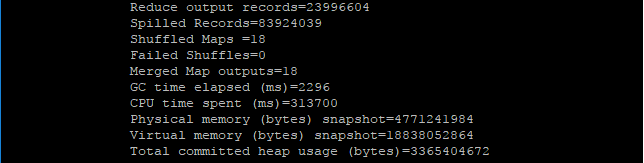 Reduce output records=23996604
Spilled Records=83924039
Shuffled Maps =18
Failed Shuffles=0
Merged Map outputs=18
GC time elapsed (ms)=2296
CPU time spent (ms)=313700
Physical memory (bytes) snapshot=4771241984
Virtual memory (bytes) snapshot=18838052864
Total committed heap usage (bytes)=3365404672